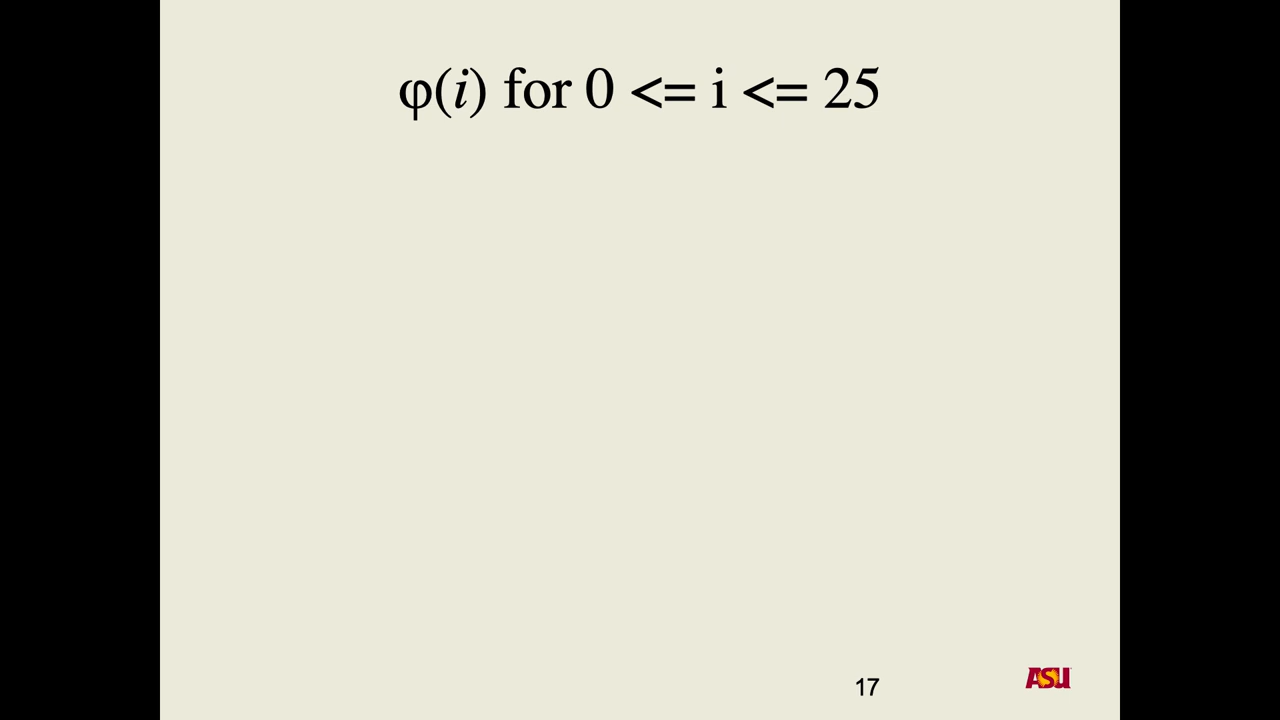 φ(i) for 0 <= i <= 25
17
ASU